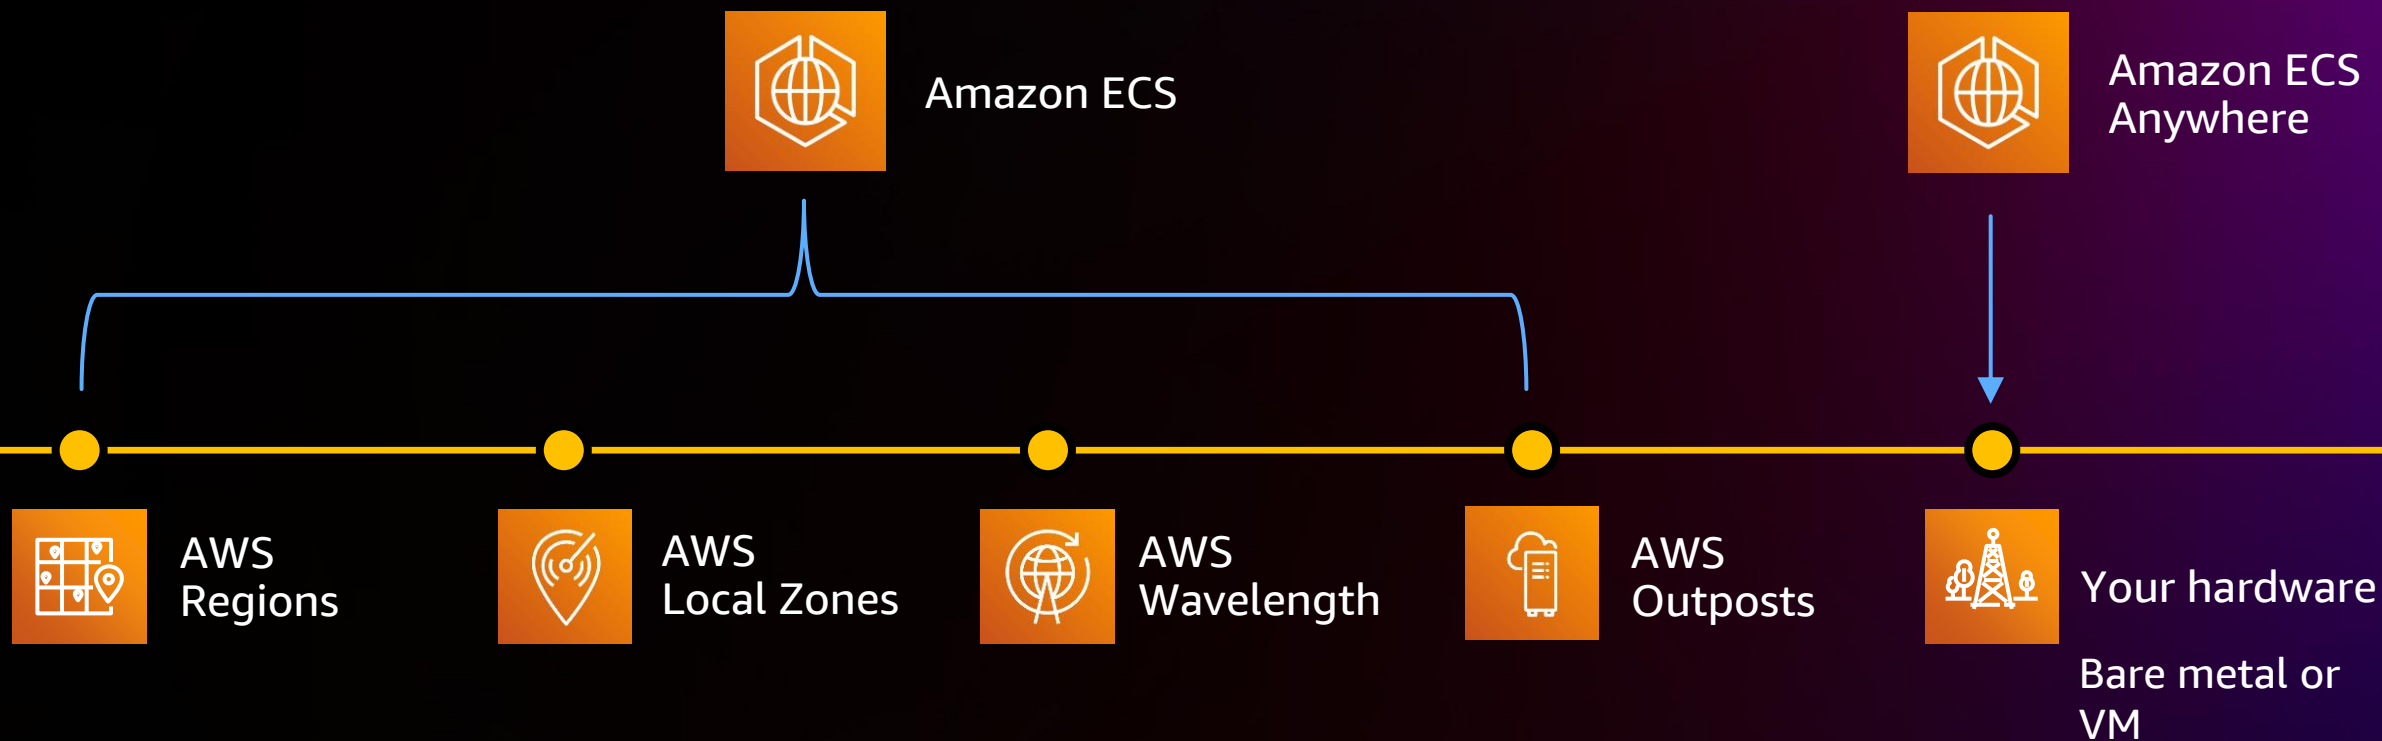 Amazon ECS
Amazon ECS
Anywhere
AWS
Regions
AWS
Local Zones
AWS
Wavelength
AWS
Outposts
Your hardware
Bare metal or
VM